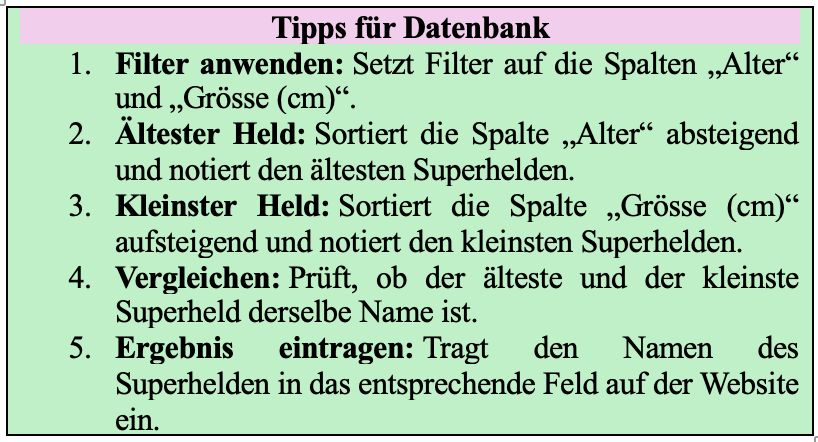 Tipps für Datenbank
1. Filter anwenden: Setzt Filter auf die Spalten „Alter“
und „Grösse (cm)“.
2. Ältester Held: Sortiert die Spalte „Alter“ absteigend
und notiert den ältesten Superhelden.
3. Kleinster Held: Sortiert die Spalte „Grösse (cm)“
aufsteigend und notiert den kleinsten Superhelden.
4. Vergleichen: Prüft, ob der älteste und der kleinste
Superheld derselbe Name ist.
5. Ergebnis eintragen: Tragt den Namen des
Superhelden in das entsprechende Feld auf der Website
ein.